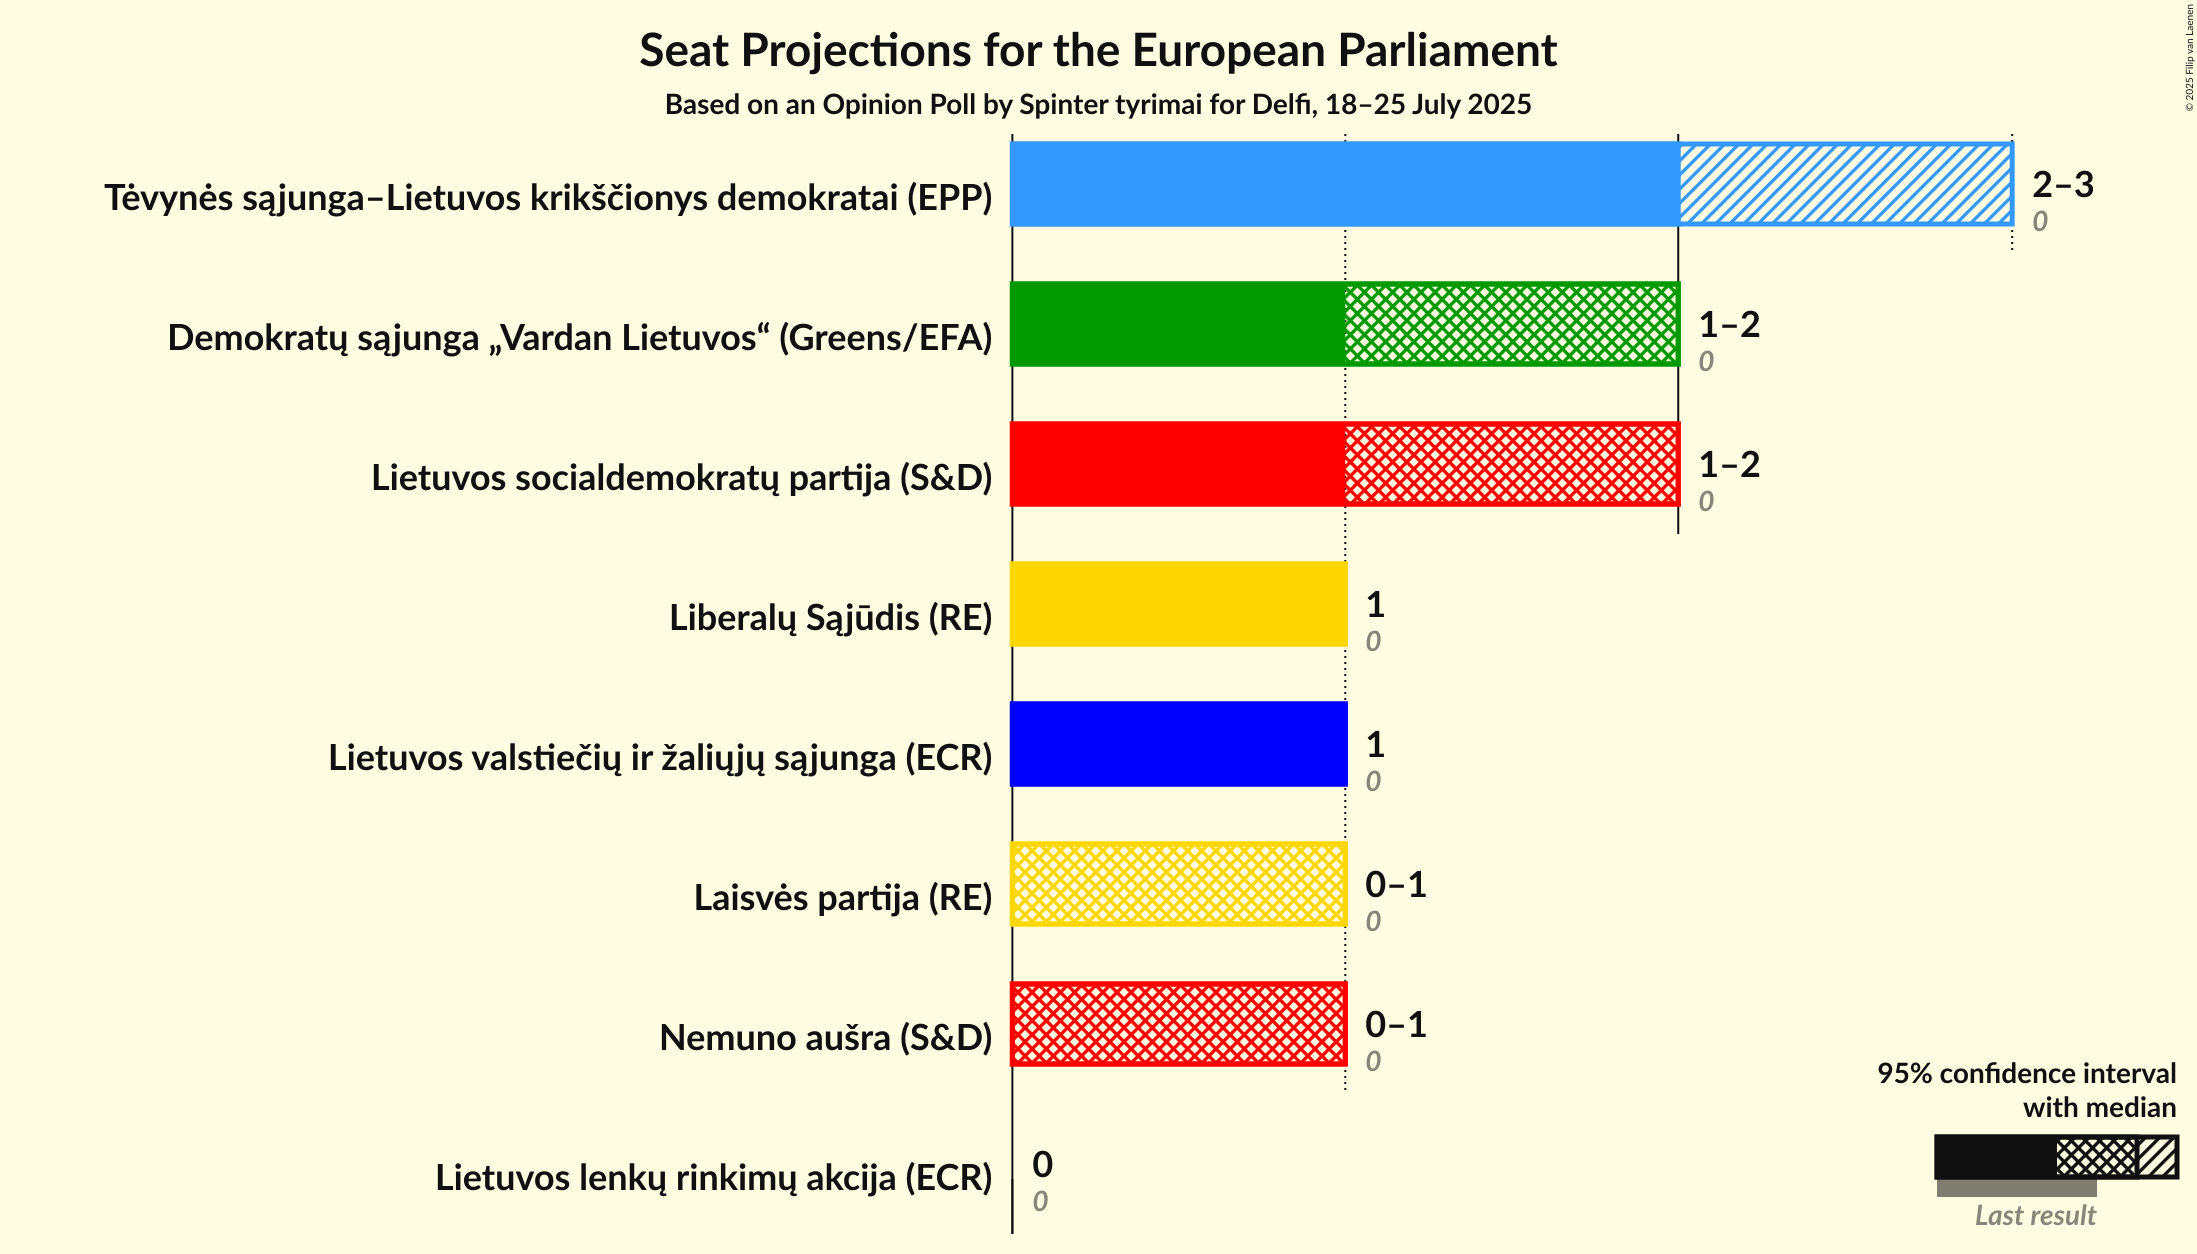 Seat Projections for the European Parliament
Based on an Opinion Poll by Spinter tyrimai for Delfi, 18–25 July 2025
© 2025 Filip van Laenen
Tėvynės sąjunga–Lietuvos krikščionys demokratai (EPP)
2–3
0
Demokratų sąjunga „Vardan Lietuvos“ (Greens/EFA)
1–2
0
Lietuvos socialdemokratų partija (S&D)
1–2
0
Liberalų Sąjūdis (RE)
1
0
Lietuvos valstiečių ir žaliųjų sąjunga (ECR)
1
0
Laisvės partija (RE)
0–1
0
Nemuno aušra (S&D)
0–1
0
Lietuvos lenkų rinkimų akcija (ECR)
0
0
95% confidence interval
with median
Last result